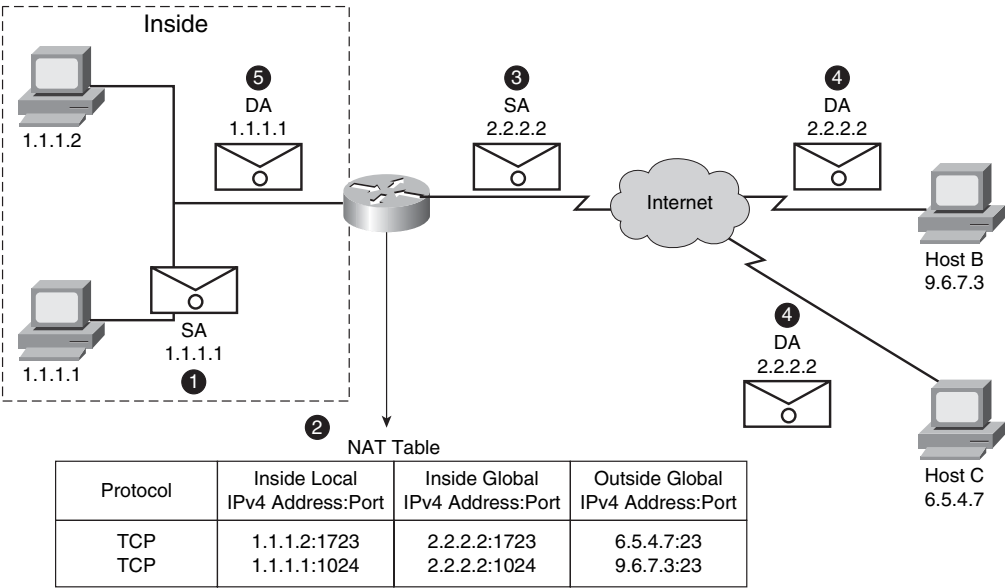 Inside
1.1.1.2
5
DA
1.1.1.1
3
SA
2.2.2.2
4
DA
2.2.2.2
Internet
Host B
9.6.7.3
SA
1.1.1.1
1
1.1.1.1
4
DA
2.2.2.2
Host C
6.5.4.7
2
NAT Table
Protocol
Inside Local
IPv4 Address:Port
Inside Global
IPv4 Address:Port
Outside Global
IPv4 Address:Port
TCP 1.1.1.2:1723 2.2.2.2:1723 6.5.4.7:23
TCP 1.1.1.1:1024 2.2.2.2:1024 9.6.7.3:23